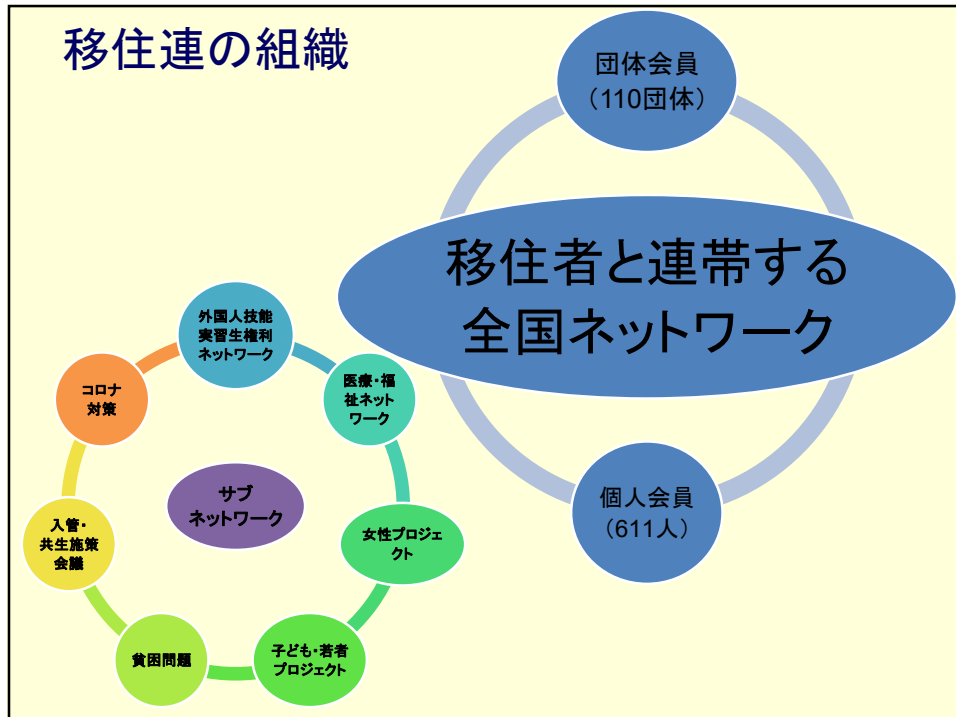 移住連の組織
団体会員
（110団体）
移住者と連帯する
全国ネットワーク
個人会員
（611人）
外国人技能
実習生権利
ネットワーク
医療・福
祉ネット
ワーク
女性プロジェ
クト
子ども・若者
プロジェクト
貧困問題
入管・
共生施策
会議
コロナ
対策
サブ
ネットワーク